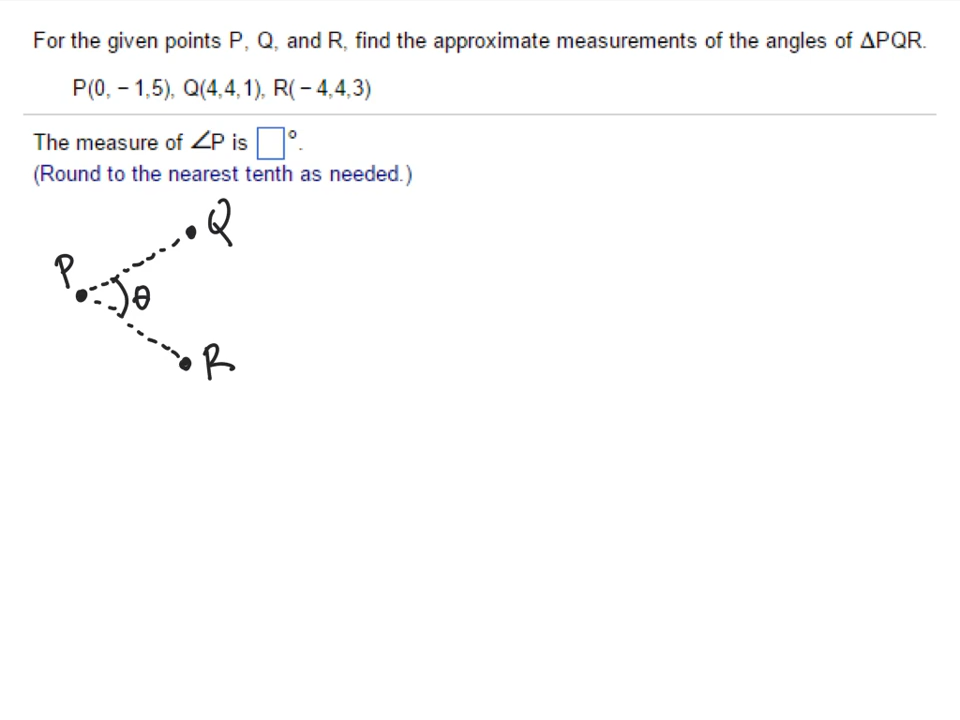 For the given points P, Q, and R, find the approximate measurements of the angles of ΔPQR.
P(0, − 1,5), Q(4,4,1), R( − 4,4,3)
The measure of ∠P is °.
(Round to the nearest tenth as needed.)
Q
P
θ
R